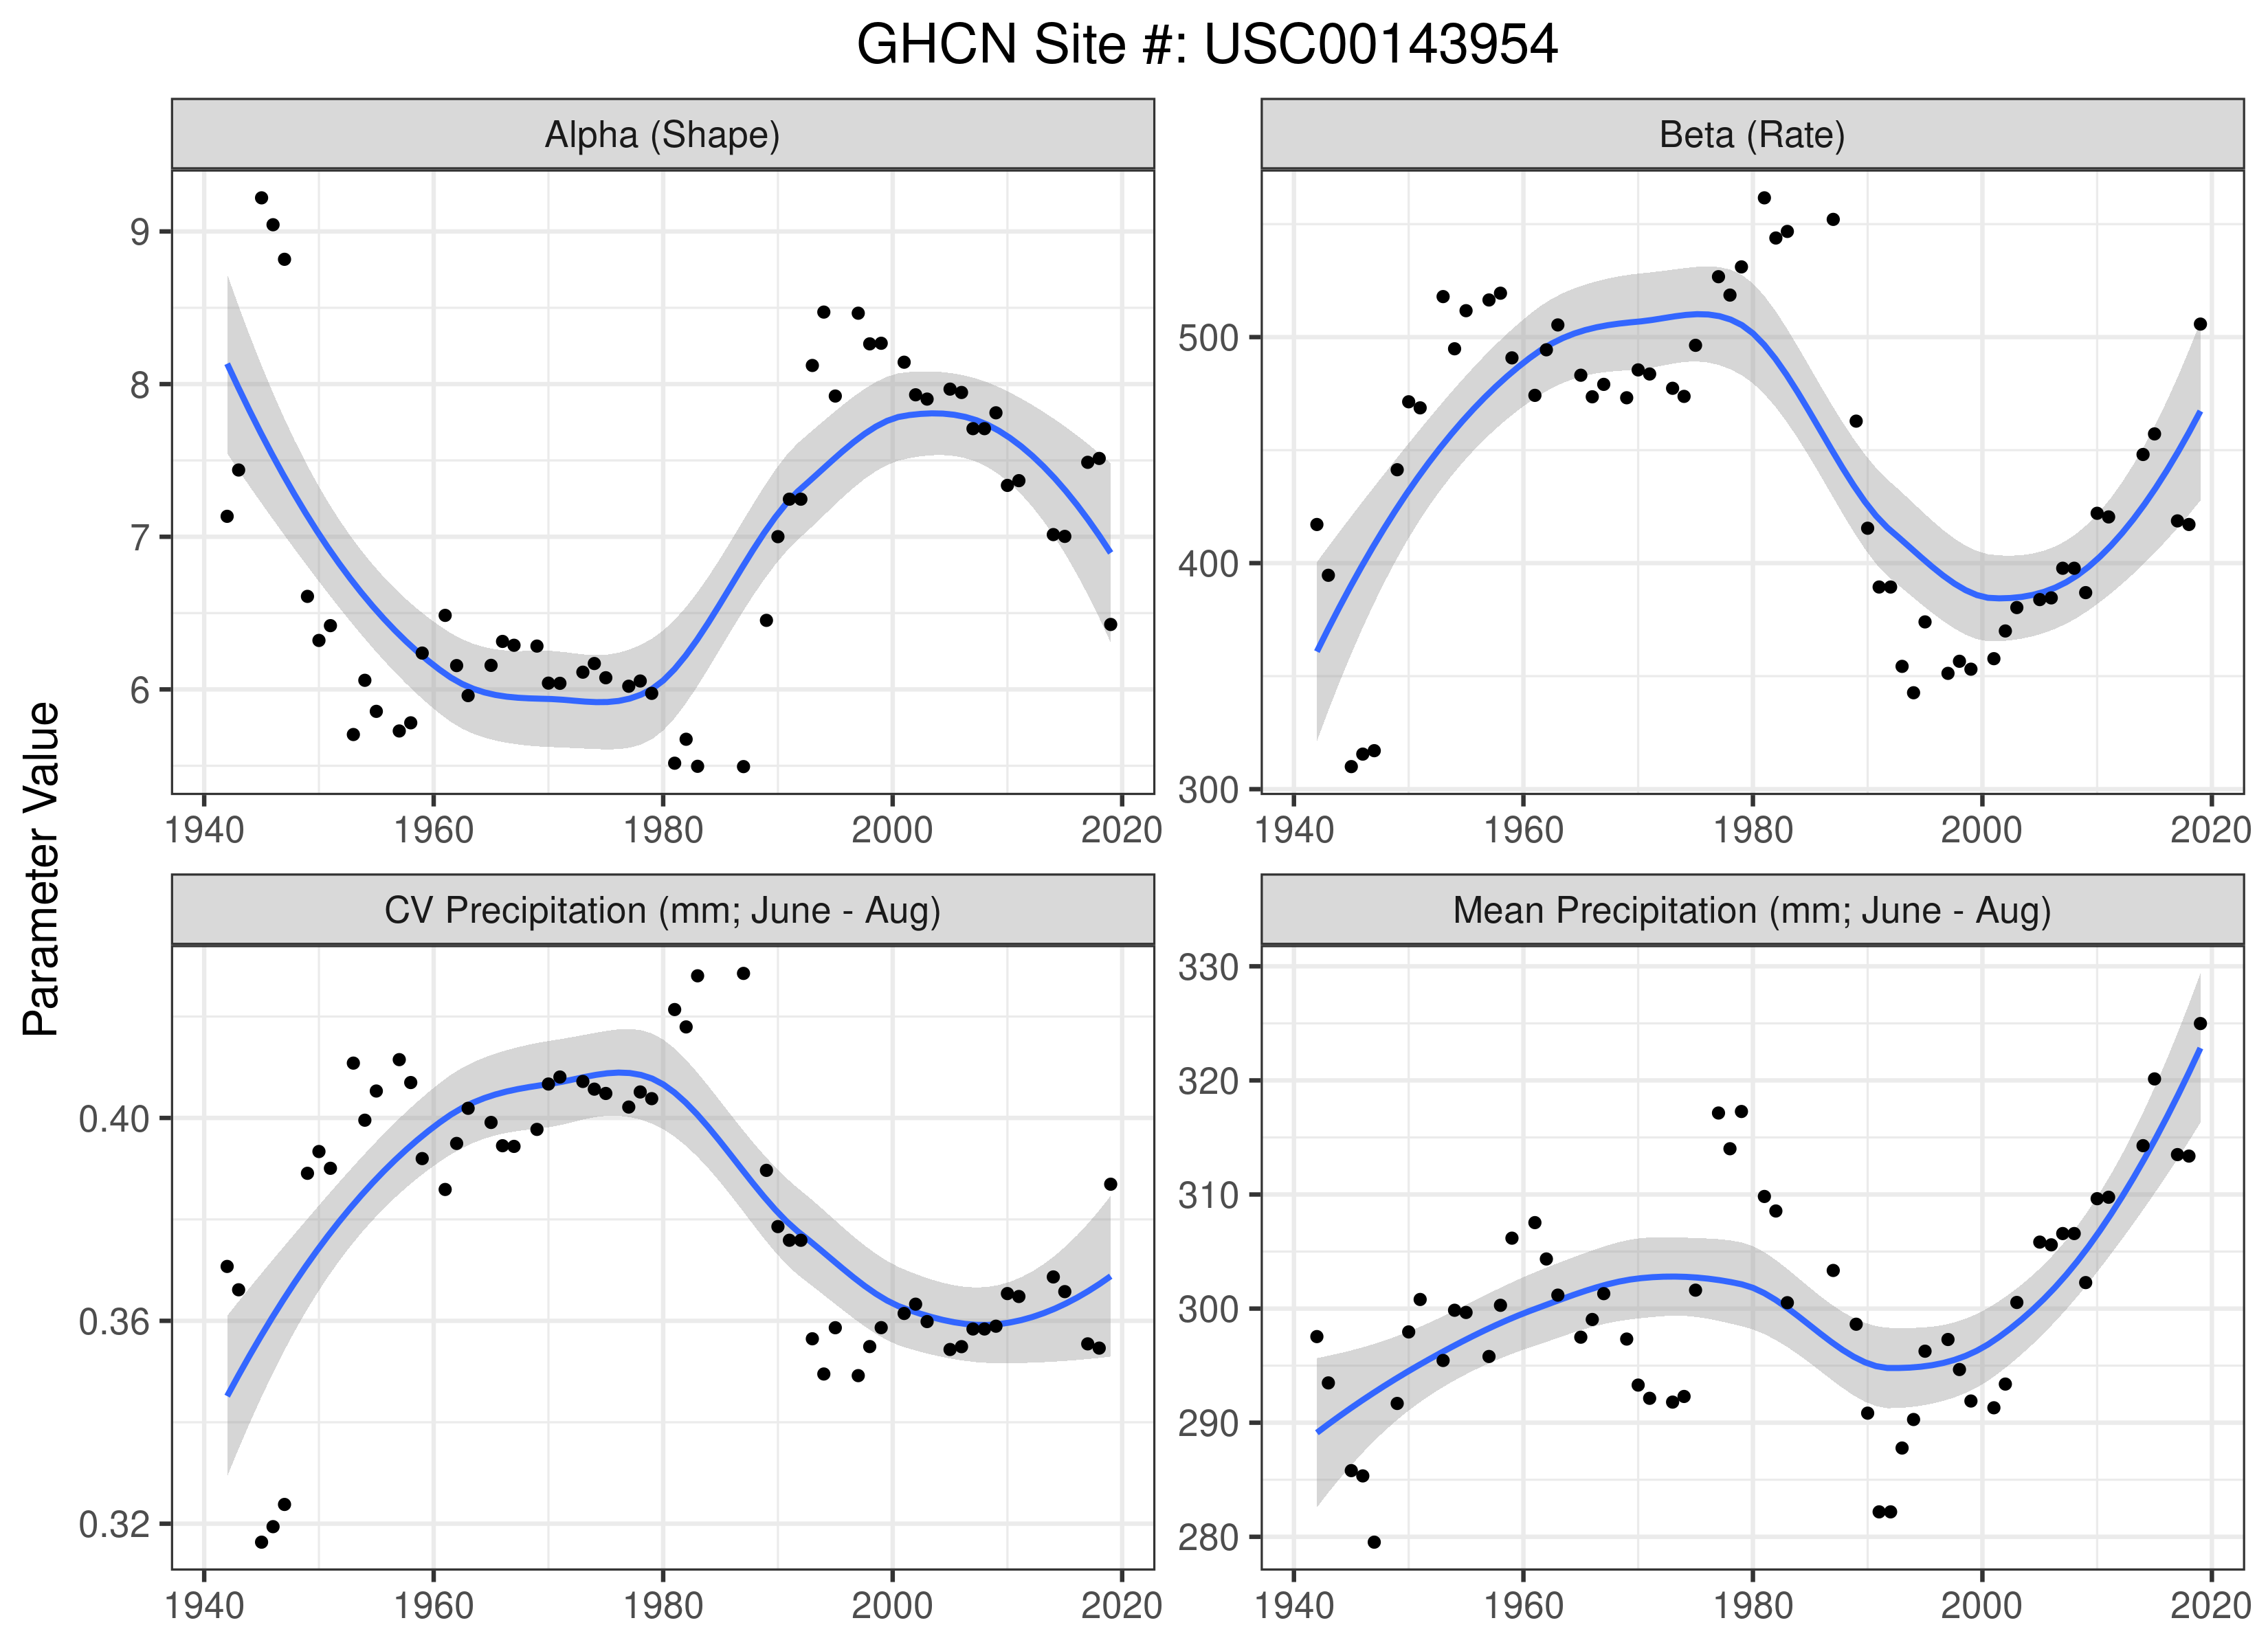 GHCN Site #: USC00143954
Parameter Value
Alpha (Shape)
9
8
7
6
1940 1960 1980 2000 2020
Beta (Rate)
500
400
300
1940 1960 1980 2000 2020
CV Precipitation (mm; June - Aug)
0.40
0.36
0.32
1940 1960 1980 2000 2020
Mean Precipitation (mm; June - Aug)
330
320
310
300
290
280
1940 1960 1980 2000 2020